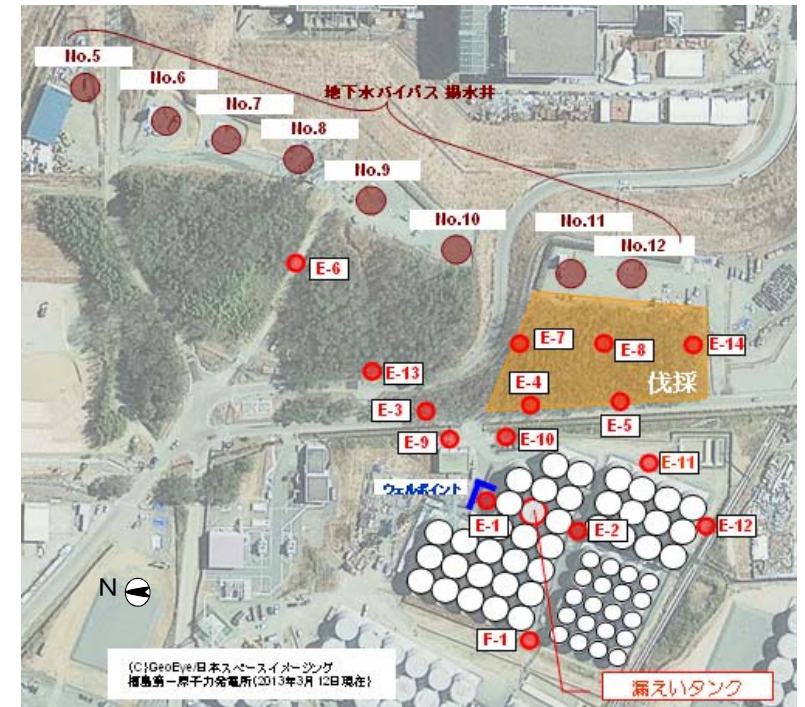 No.5
No.6
No.7
No.8
No.9
No.10
No.11
No.12
地下水バイパス 揚水井
E-6
E-7
E-8
E-14
E-13
E-4
伐採
E-3
E-5
E-9
E-10
E-11
ウェルポイント
E-1
E-2
E-12
N
F-1
(C)GeoEye/日本スペースイメージング
福島第一原子力発電所(2013年3月12日現在)
漏えいタンク